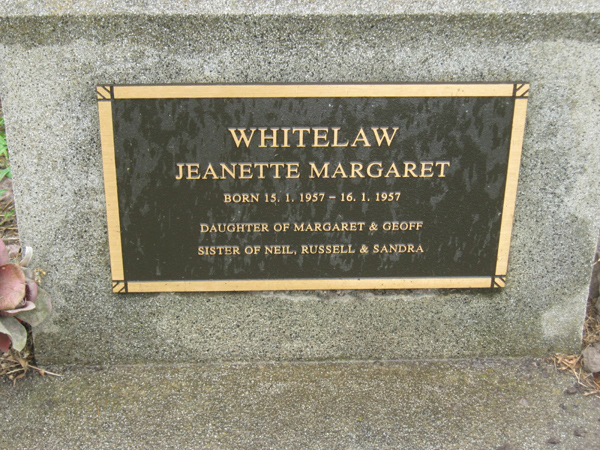 WHITELAW
JEANETTE MARGARET
BORN 15. 1. 1957 – 16. 1. 1957
DAUGHTER OF MARGARET & GEOFF
SISTER OF NEIL, RUSSELL & SANDRA